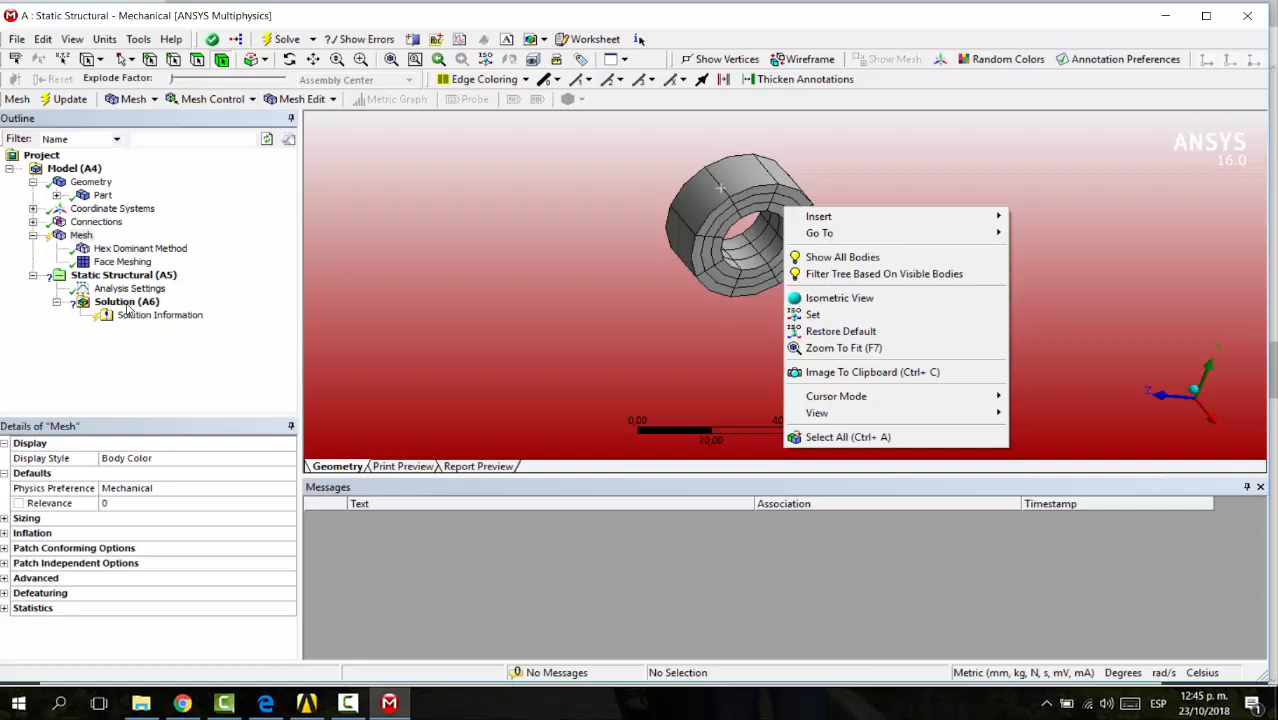 A : Static Structural - Mechanical [ANSYS Multiphysics]
File Edit View Units Tools Help Solve ?/ Show Errors Worksheet
Show Vertices Wireframe Show Mesh Random Colors Annotation Preferences
Reset Explode Factor: Assembly Center Edge Coloring Thicken Annotations
Mesh Update Mesh Mesh Control Mesh Edit Metric Graph Probe
Outline
Filter: Name
Project
Model (A4)
Geometry
Part
Coordinate Systems
Connections
Mesh
Hex Dominant Method
Face Meshing
Static Structural (A5)
Analysis Settings
Solution (A6)
Solution Information
ANSYS
16.0
Insert
Go To
Show All Bodies
Filter Tree Based On Visible Bodies
Isometric View
Set
Restore Default
Zoom To Fit (F7)
Image To Clipboard (Ctrl+ C)
Cursor Mode
View
Select All (Ctrl+ A)
Z
0,00
20,00
Details of "Mesh"
Display
Display Style Body Color
Defaults
Physics Preference Mechanical
Relevance 0
Sizing
Inflation
Patch Conforming Options
Patch Independent Options
Advanced
Defeaturing
Statistics
Geometry Print Preview Report Preview
Messages
Text Association Timestamp
No Messages No Selection Metric (mm, kg, N, s, mV, mA) Degrees rad/s Celsius
ESP
12:45 p. m.
23/10/2018